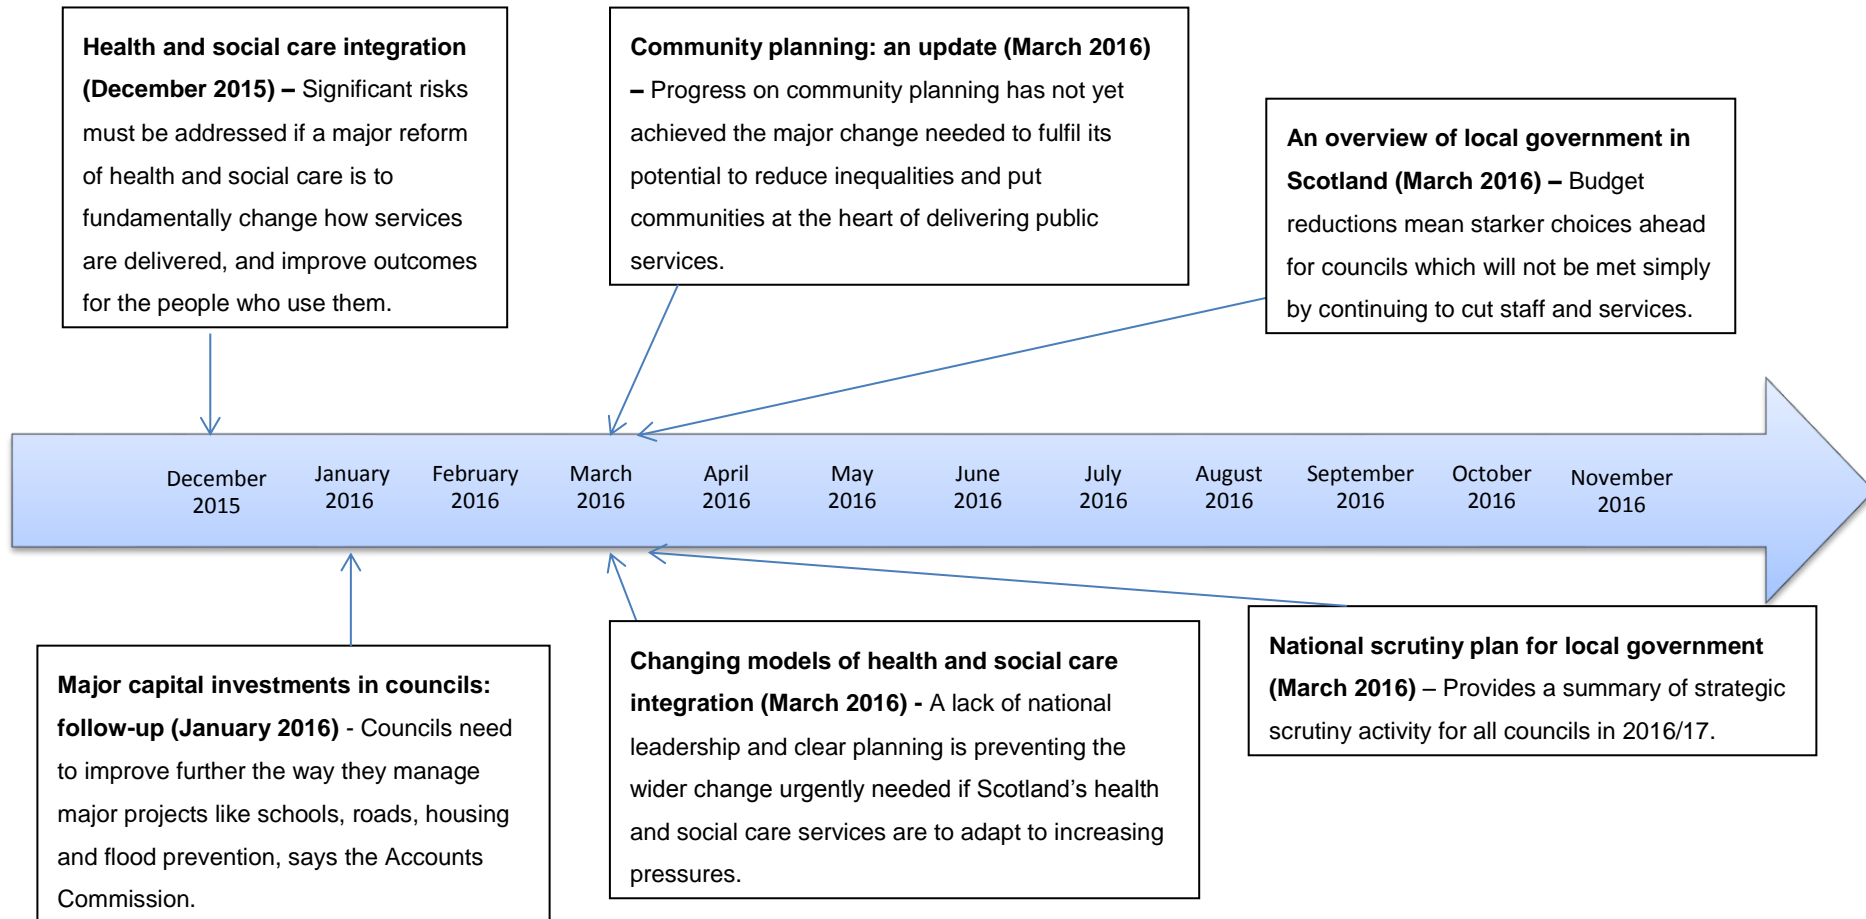 Health and social care integration
(December 2015) – Significant risks
must be addressed if a major reform
of health and social care is to
fundamentally change how services
are delivered, and improve outcomes
for the people who use them.
Community planning: an update (March 2016)
– Progress on community planning has not yet
achieved the major change needed to fulfil its
potential to reduce inequalities and put
communities at the heart of delivering public
services.
An overview of local government in
Scotland (March 2016) – Budget
reductions mean starker choices ahead
for councils which will not be met simply
by continuing to cut staff and services.
December
2015
January
2016
February
2016
March
2016
April
2016
May
2016
June
2016
July
2016
August
2016
September
2016
October
2016
November
2016
Major capital investments in councils:
follow-up (January 2016) - Councils need
to improve further the way they manage
major projects like schools, roads, housing
and flood prevention, says the Accounts
Commission.
Changing models of health and social care
integration (March 2016) - A lack of national
leadership and clear planning is preventing the
wider change urgently needed if Scotland’s health
and social care services are to adapt to increasing
pressures.
National scrutiny plan for local government
(March 2016) – Provides a summary of strategic
scrutiny activity for all councils in 2016/17.